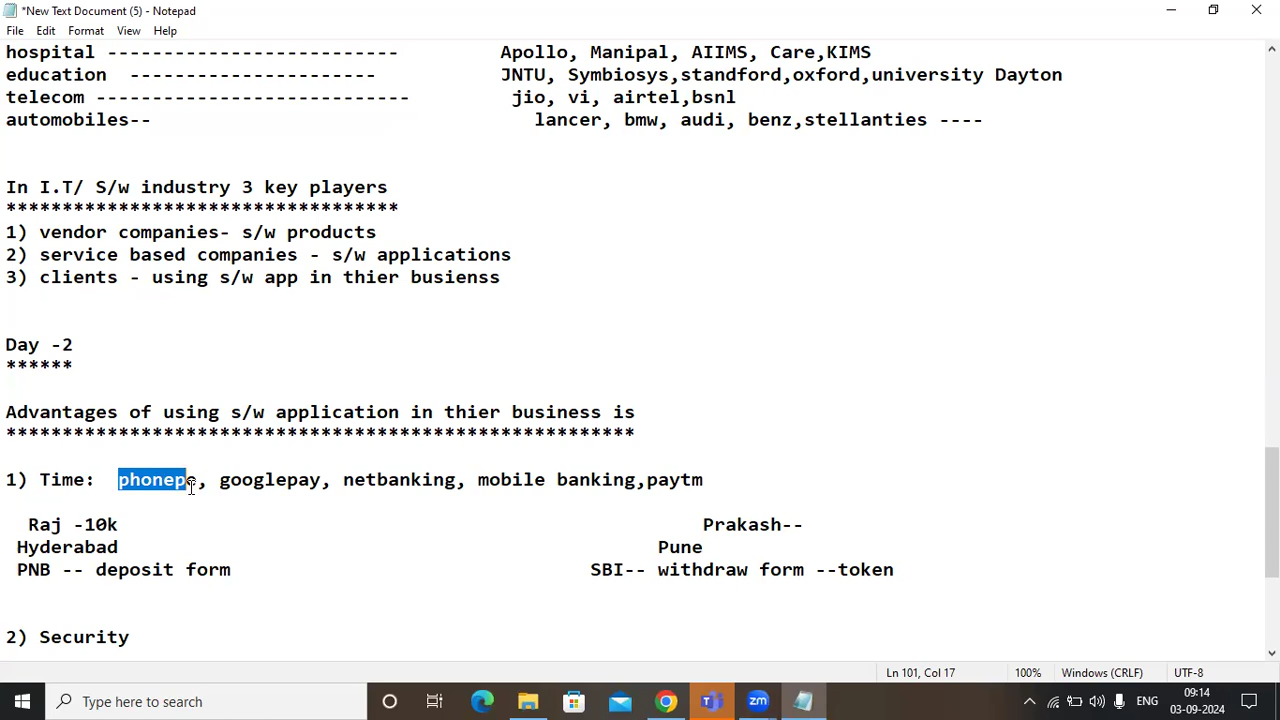 *New Text Document (5) - Notepad
File Edit Format View Help
hospital -------------------------- Apollo, Manipal, AIIMS, Care,KIMS
education ---------------------- JNTU, Symbiosys,standford,oxford,university Dayton
telecom ---------------------------- jio, vi, airtel,bsnl
automobiles-- lancer, bmw, audi, benz,stellanties ----
In I.T/ S/w industry 3 key players
***********************************
1) vendor companies- s/w products
2) service based companies - s/w applications
3) clients - using s/w app in thier busienss
Day -2
******
Advantages of using s/w application in thier business is
********************************************************
1) Time: phonepe, googlepay, netbanking, mobile banking,paytm
Raj -10k Prakash--
Hyderabad Pune
PNB -- deposit form SBI-- withdraw form --token
2) Security
Ln 101, Col 17 100% Windows (CRLF) UTF-8
Type here to search
ENG
09:14
03-09-2024